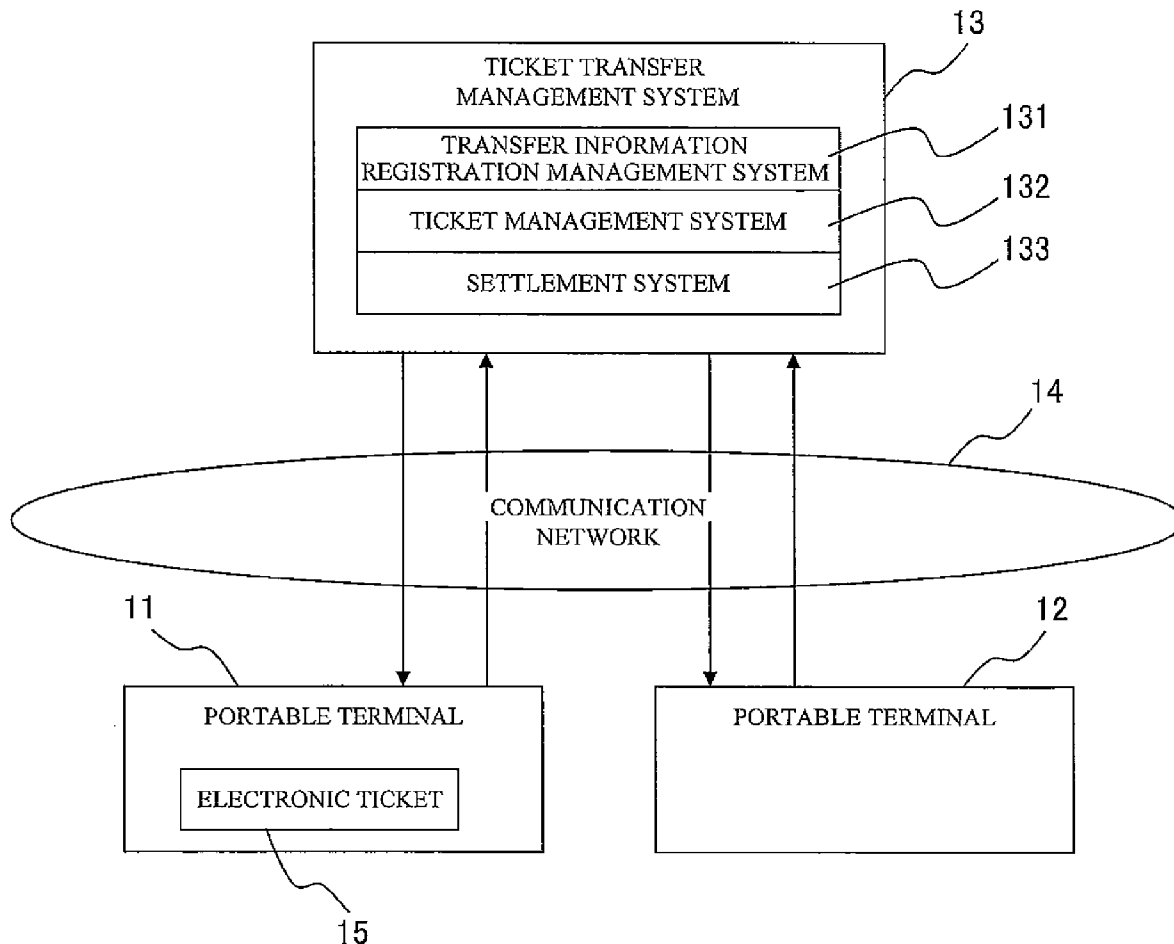 13
TICKET TRANSFER
MANAGEMENT SYSTEM
131
TRANSFER INFORMATION
REGISTRATION MANAGEMENT SYSTEM
132
TICKET MANAGEMENT SYSTEM
133
SETTLEMENT SYSTEM
14
COMMUNICATION
NETWORK
11
12
PORTABLE TERMINAL
PORTABLE TERMINAL
ELECTRONIC TICKET
15